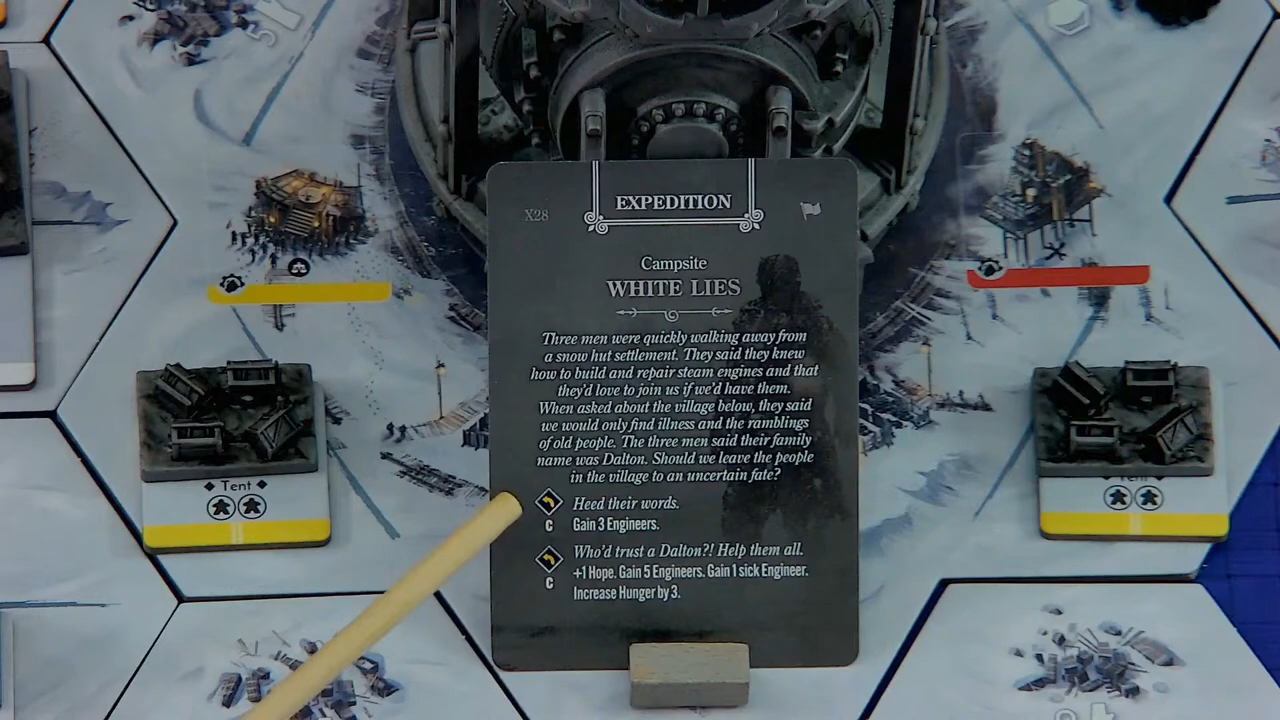 X28
EXPEDITION
Campsite
WHITE LIES
Three men were quickly walking away from
a snow hut settlement. They said they knew
how to build and repair steam engines and that
they'd love to join us if we'd have them.
When asked about the village below, they said
we would only find illness and the ramblings
of old people. The three men said their family
name was Dalton. Should we leave the people
in the village to an uncertain fate?
Heed their words.
C Gain 3 Engineers.
Who'd trust a Dalton?! Help them all.
C +1 Hope. Gain 5 Engineers. Gain 1 sick Engineer.
Increase Hunger by 3.
Tent
Tent